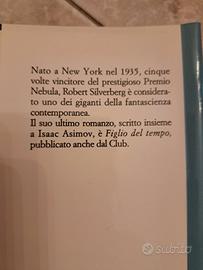 Nato a New York nel 1935, cinque
volte vincitore del prestigioso Premio
Nebula, Robert Silverberg è considera-
to uno dei giganti della fantascienza
contemporanea.
Il suo ultimo romanzo, scritto insieme
a Isaac Asimov, è Figlio del tempo,
pubblicato anche dal Club.
subito